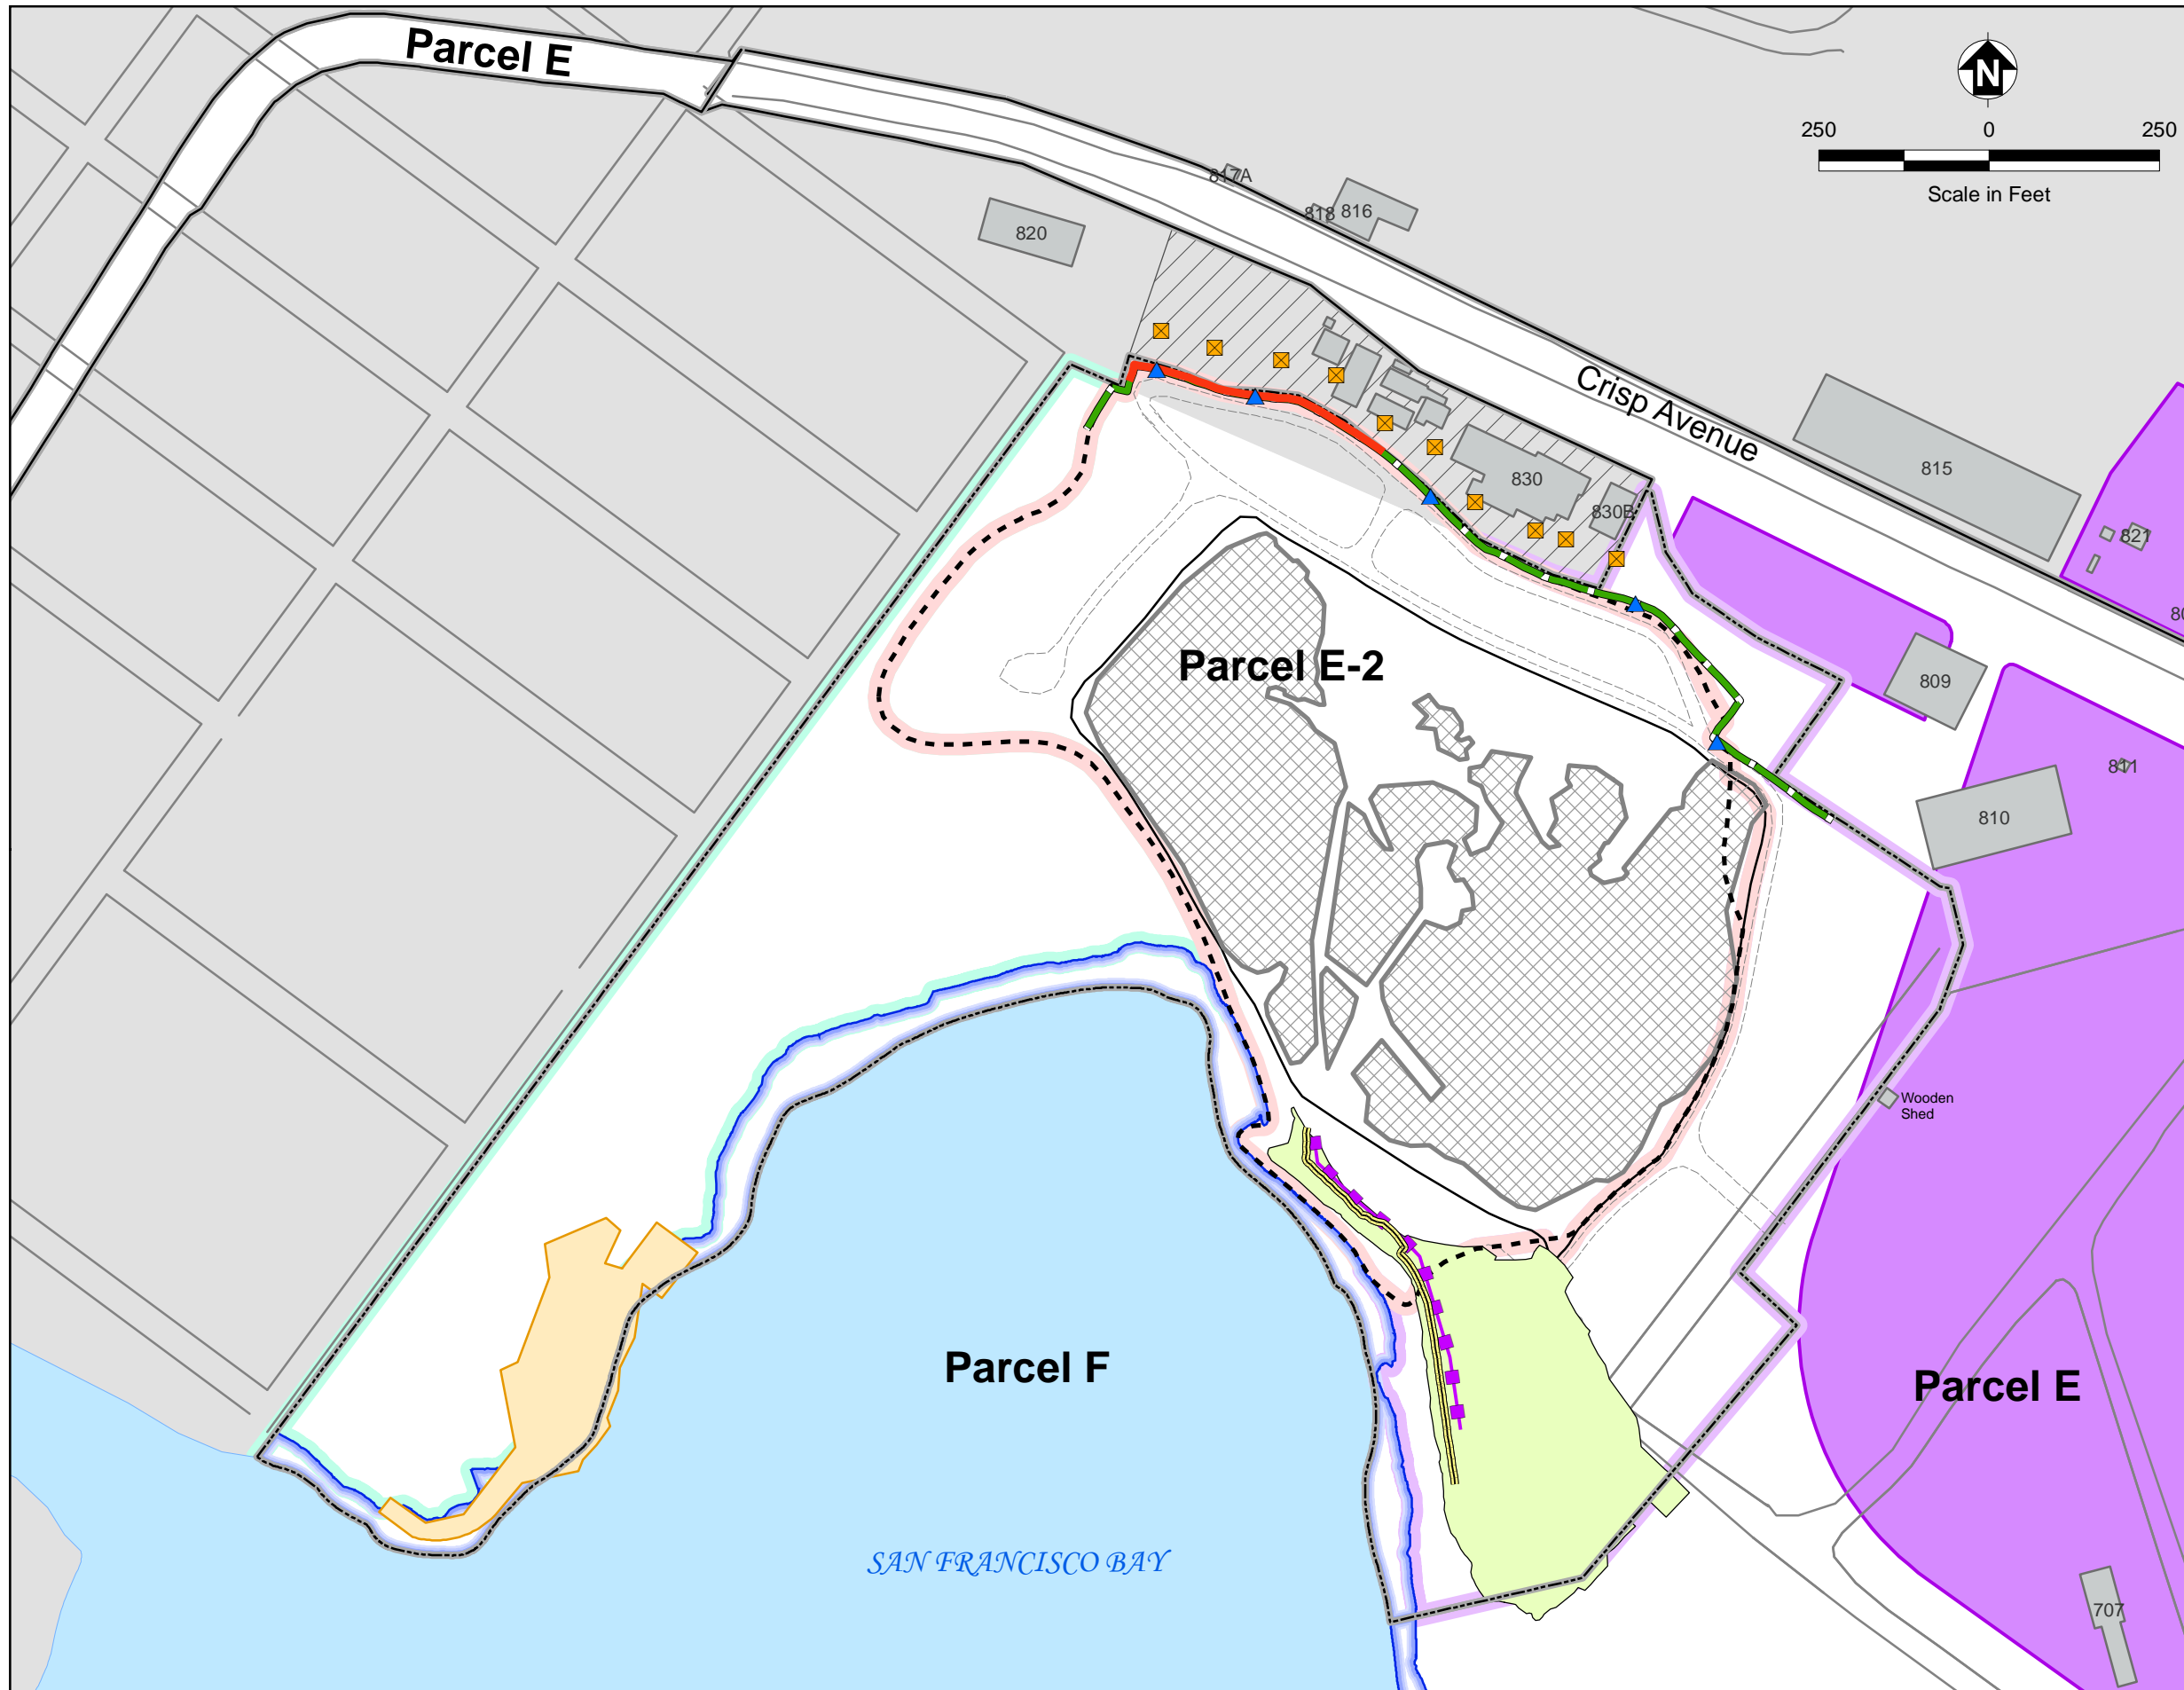 Parcel E
N
250 0 250
Scale in Feet
817A
818
816
820
Crisp Avenue
815
830
830B
821
Parcel E-2
809
811
810
Wooden
Shed
Parcel F
Parcel E
SAN FRANCISCO BAY
707